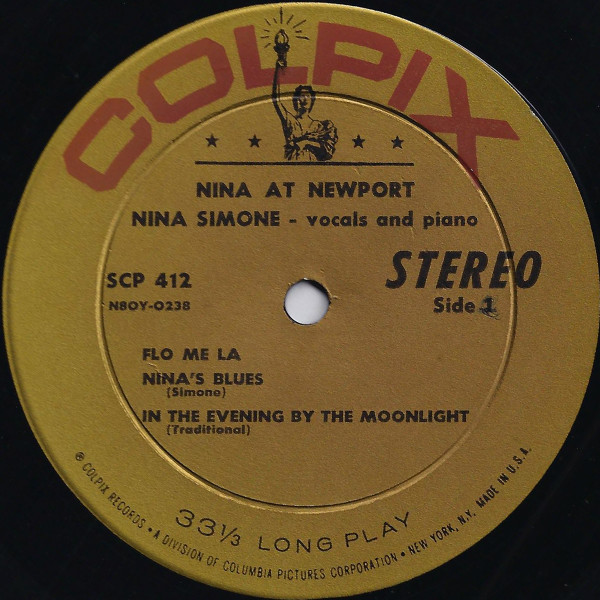 COLPIX
NINA AT NEWPORT
NINA SIMONE - vocals and piano
SCP 412
N8OY-0238
STEREO
Side 1
FLO ME LA
NINA'S BLUES
(Simone)
IN THE EVENING BY THE MOONLIGHT
(Traditional)
33⅓ LONG PLAY
℗ COLPIX RECORDS • A DIVISION OF COLUMBIA PICTURES CORPORATION • NEW YORK, N.Y. MADE IN U.S.A.